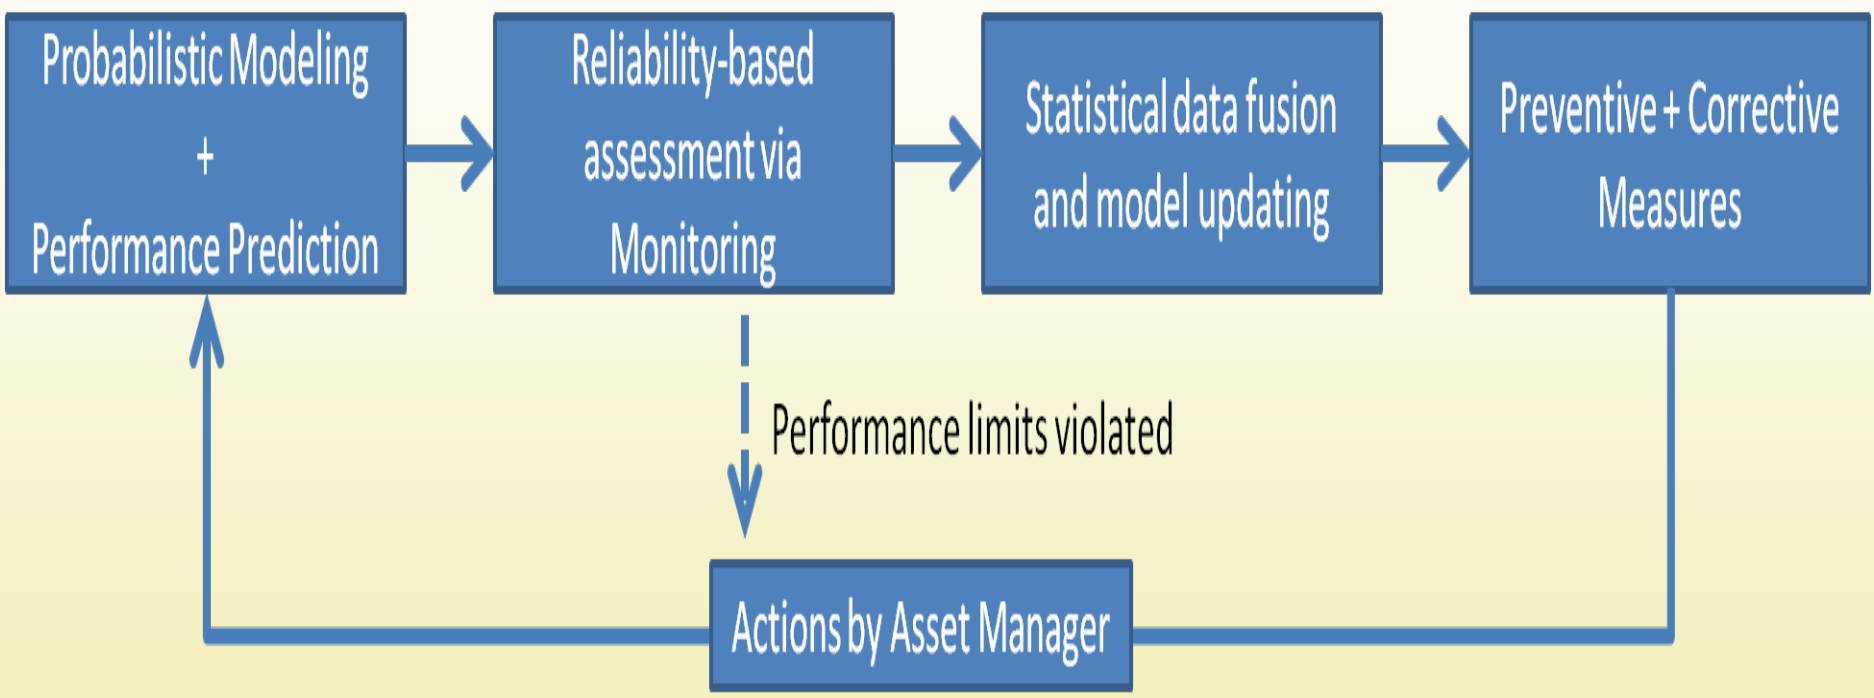 Probabilistic Modeling
+
Performance Prediction
Reliability-based
assessment via
Monitoring
Statistical data fusion
and model updating
Preventive + Corrective
Measures
Performance limits violated
Actions by Asset Manager